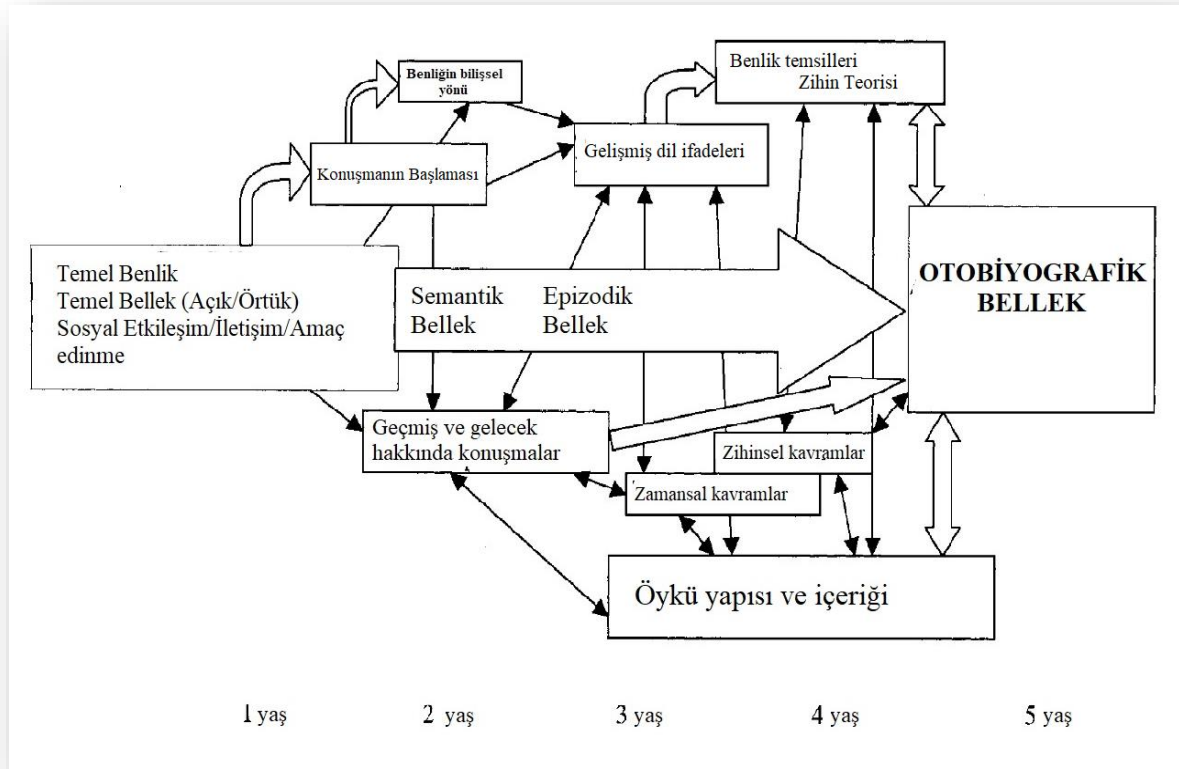 Benliğin bilişsel
yönü
Benlik temsilleri
Zihin Teorisi
Konuşmanın Başlaması
Gelişmiş dil ifadeleri
Temel Benlik
Temel Bellek (Açık/Örtük)
Sosyal Etkileşim/İletişim/Amaç
edinme
Semantik
Bellek
Epizodik
Bellek
OTOBİYOGRAFİK
BELLEK
Geçmiş ve gelecek
hakkında konuşmalar
Zihinsel kavramlar
Zamansal kavramlar
Öykü yapısı ve içeriği
1 yaş
2 yaş
3 yaş
4 yaş
5 yaş